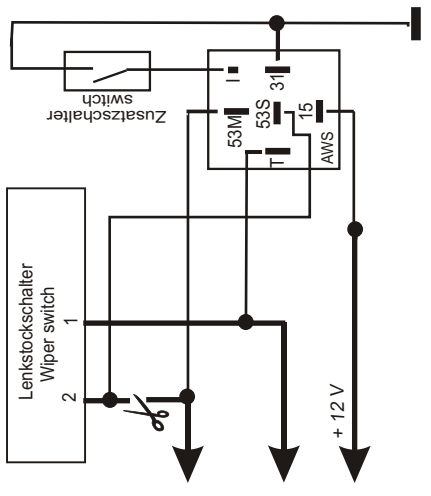 Zusatzschalter
switch
I
31
53M
53S
15
T
AWS
Lenkstockschalter
Wiper switch
1
2
+ 12 V